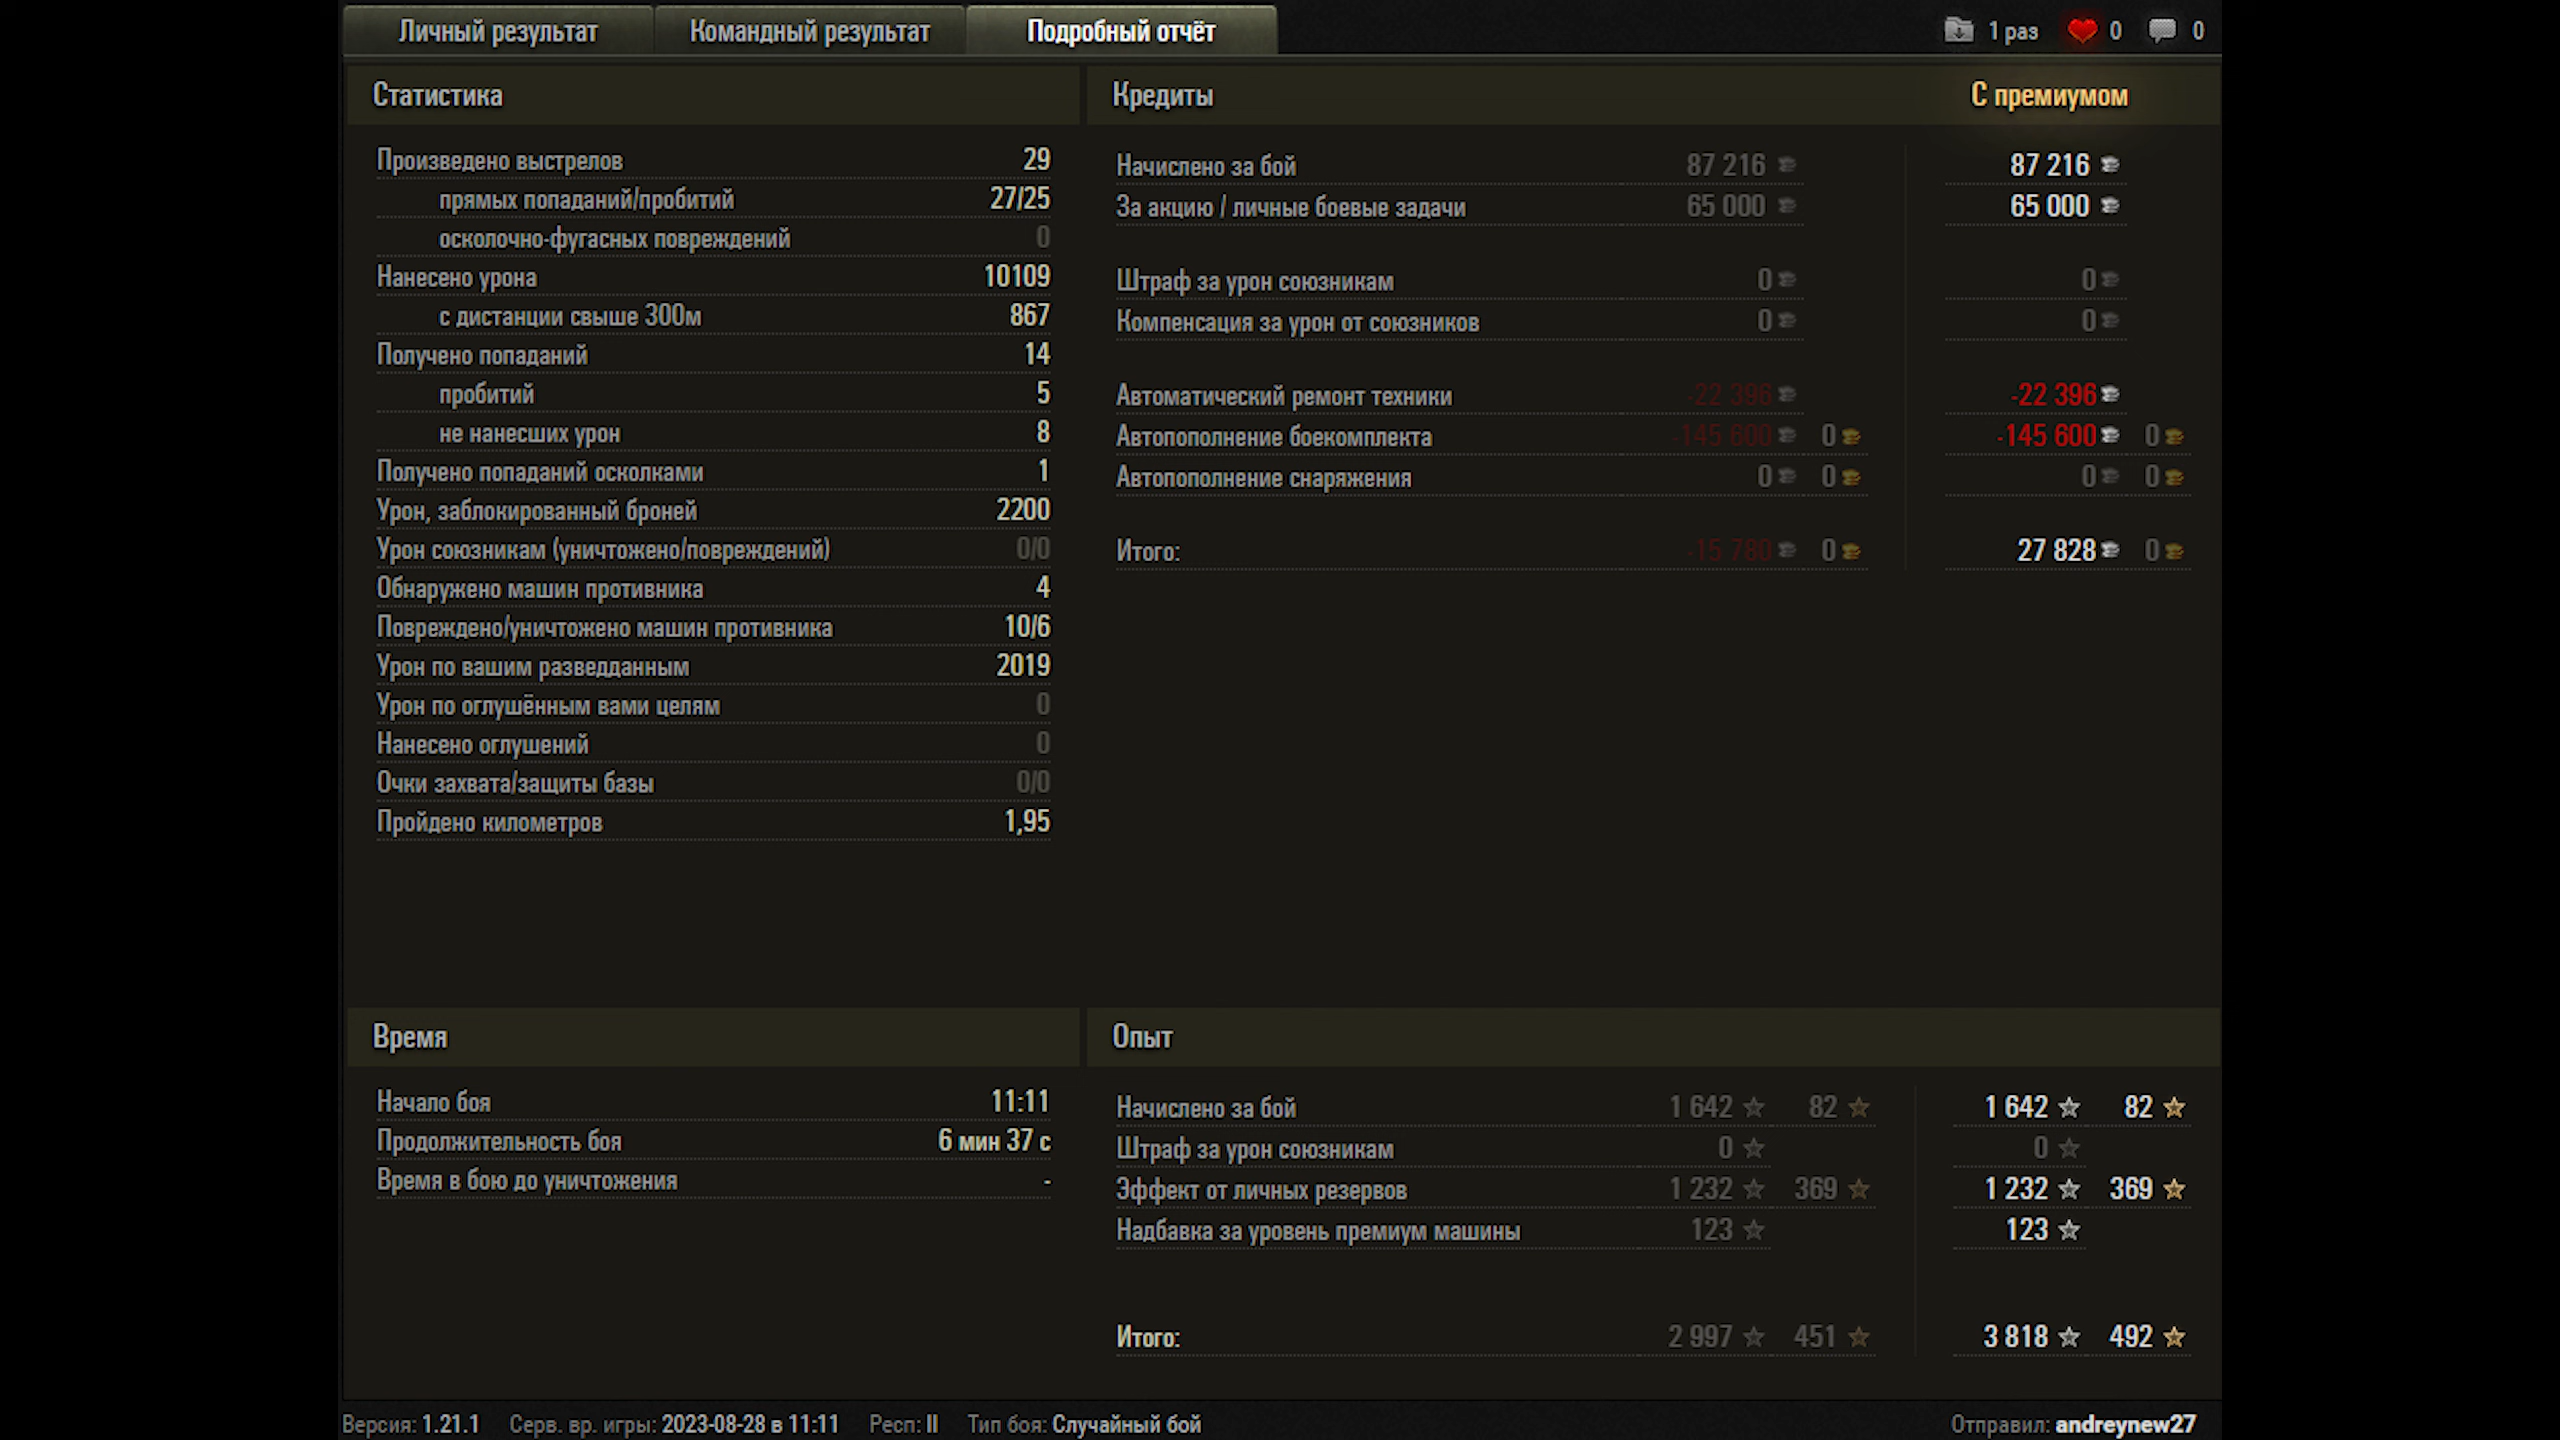 Личный результат Командный результат Подробный отчёт 1 раз 0 0
Статистика
Произведено выстрелов 29
прямых попаданий/пробитий 27/25
осколочно-фугасных повреждений 0
Нанесено урона 10109
с дистанции свыше 300м 867
Получено попаданий 14
пробитий 5
не нанесших урон 8
Получено попаданий осколками 1
Урон, заблокированный броней 2200
Урон союзникам (уничтожено/повреждений) 0/0
Обнаружено машин противника 4
Повреждено/уничтожено машин противника 10/6
Урон по вашим разведданным 2019
Урон по оглушённым вами целям 0
Нанесено оглушений 0
Очки захвата/защиты базы 0/0
Пройдено километров 1,95
Кредиты С премиумом
Начислено за бой 87 216 87 216
За акцию / личные боевые задачи 65 000 65 000
Штраф за урон союзникам 0 0
Компенсация за урон от союзников 0 0
Автоматический ремонт техники -22 396 -22 396
Автопополнение боекомплекта -145 600 0 -145 600 0
Автопополнение снаряжения 0 0 0 0
Итого: -15 780 0 27 828 0
Время
Начало боя 11:11
Продолжительность боя 6 мин 37 с
Время в бою до уничтожения -
Опыт
Начислено за бой 1 642 82 1 642 82
Штраф за урон союзникам 0 0
Эффект от личных резервов 1 232 369 1 232 369
Надбавка за уровень премиум машины 123 123
Итого: 2 997 451 3 818 492
Версия: 1.21.1 Серв. вр. игры: 2023-08-28 в 11:11 Респ: II Тип боя: Случайный бой Отправил: andreynew27